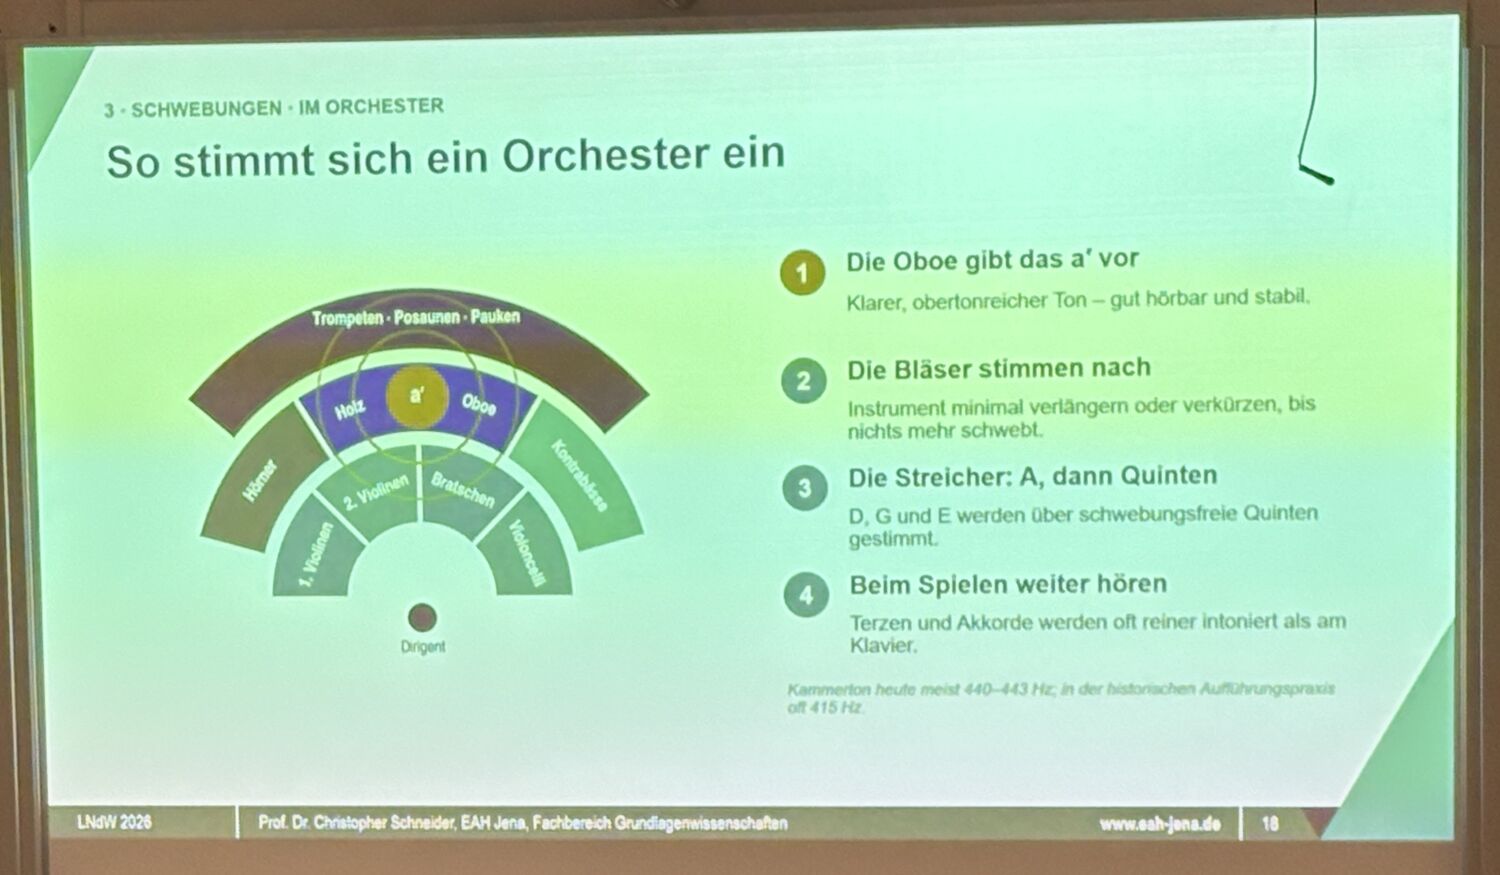 3 · SCHWEBUNGEN · IM ORCHESTER
So stimmt sich ein Orchester ein
Trompeten · Posaunen · Pauken
Holz
a′
Oboe
Hörner
Kontrabässe
2. Violinen
Bratschen
1. Violinen
Violoncelli
Dirigent
1
Die Oboe gibt das a′ vor
Klarer, obertonreicher Ton – gut hörbar und stabil.
2
Die Bläser stimmen nach
Instrument minimal verlängern oder verkürzen, bis
nichts mehr schwebt.
3
Die Streicher: A, dann Quinten
D, G und E werden über schwebungsfreie Quinten
gestimmt.
4
Beim Spielen weiter hören
Terzen und Akkorde werden oft reiner intoniert als am
Klavier.
Kammerton heute meist 440–443 Hz; in der historischen Aufführungspraxis
oft 415 Hz.
LNdW 2026
Prof. Dr. Christopher Schneider, EAH Jena, Fachbereich Grundlagenwissenschaften
www.eah-jena.de
18